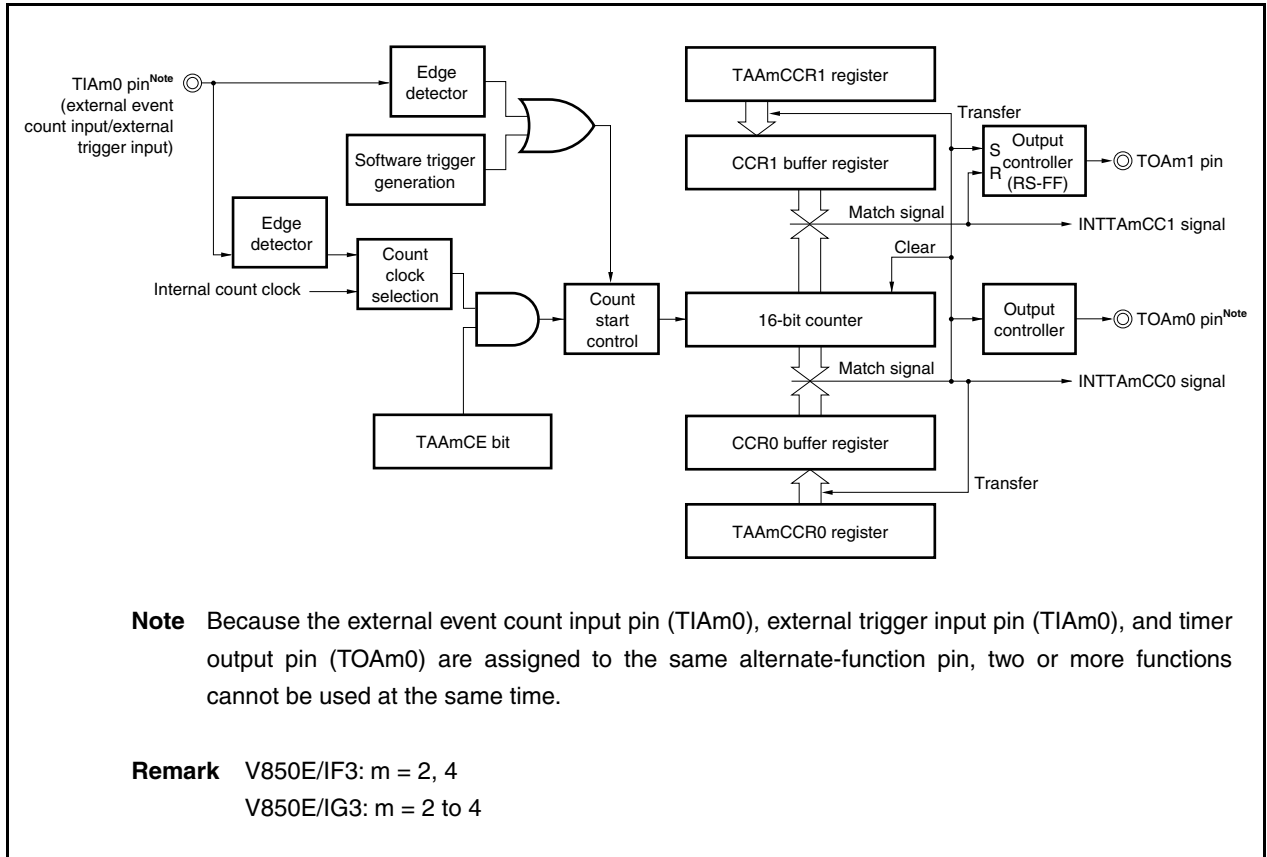 TIAm0 pinNote
(external event
count input/external
trigger input)
Edge
detector
Software trigger
generation
Edge
detector
Internal count clock
Count
clock
selection
Count
start
control
TAAmCE bit
TAAmCCR1 register
Transfer
CCR1 buffer register
S
R
Output
controller
(RS-FF)
TOAm1 pin
Match signal
INTTAmCC1 signal
Clear
16-bit counter
Output
controller
TOAm0 pinNote
Match signal
INTTAmCC0 signal
CCR0 buffer register
Transfer
TAAmCCR0 register
Note Because the external event count input pin (TIAm0), external trigger input pin (TIAm0), and timer
output pin (TOAm0) are assigned to the same alternate-function pin, two or more functions
cannot be used at the same time.
Remark V850E/IF3: m = 2, 4
V850E/IG3: m = 2 to 4